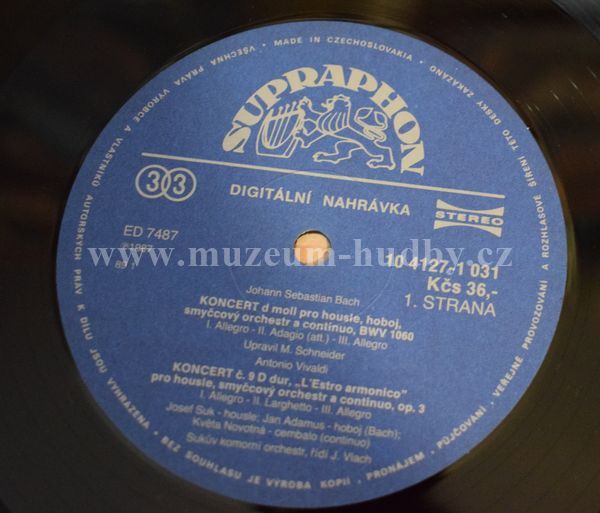 VŠECHNA PRÁVA VÝROBCE A VLASTNÍKŮ AUTORSKÝCH PRÁV K DÍLU JSOU VYHRAZENA • BEZ SOUHLASU JE VÝROBA KOPIÍ, PRONÁJEM, PŮJČOVÁNÍ, VEŘEJNÉ PROVOZOVÁNÍ A ROZHLASOVÉ ŠÍŘENÍ TÉTO DESKY ZAKÁZÁNO • MADE IN CZECHOSLOVAKIA •
SUPRAPHON
33
DIGITÁLNÍ NAHRÁVKA
STEREO
ED 7487
10 4127-1 031
℗ 1987
Kčs 36,-
89 1
1. STRANA
www.muzeum-hudby.cz
Johann Sebastian Bach
KONCERT d moll pro housle, hoboj,
smyčcový orchestr a continuo, BWV 1060
I. Allegro - II. Adagio (att.) - III. Allegro
Upravil M. Schneider
Antonio Vivaldi
KONCERT č. 9 D dur, „L'Estro armonico"
pro housle, smyčcový orchestr a continuo, op. 3
I. Allegro - II. Larghetto - III. Allegro
Josef Suk - housle; Jan Adamus - hoboj (Bach);
Květa Novotná - cembalo (continuo)
Sukův komorní orchestr, řídí J. Vlach